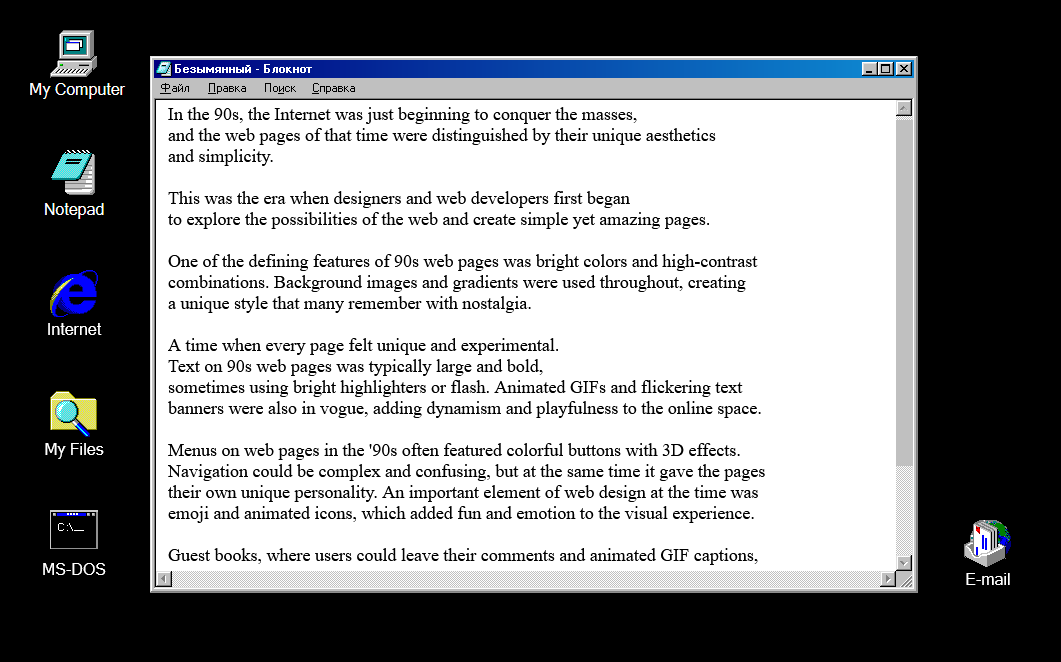 My Computer
Notepad
Internet
My Files
C:\_
MS-DOS
Безымянный - Блокнот
Файл Правка Поиск Справка
In the 90s, the Internet was just beginning to conquer the masses,
and the web pages of that time were distinguished by their unique aesthetics
and simplicity.
This was the era when designers and web developers first began
to explore the possibilities of the web and create simple yet amazing pages.
One of the defining features of 90s web pages was bright colors and high-contrast
combinations. Background images and gradients were used throughout, creating
a unique style that many remember with nostalgia.
A time when every page felt unique and experimental.
Text on 90s web pages was typically large and bold,
sometimes using bright highlighters or flash. Animated GIFs and flickering text
banners were also in vogue, adding dynamism and playfulness to the online space.
Menus on web pages in the '90s often featured colorful buttons with 3D effects.
Navigation could be complex and confusing, but at the same time it gave the pages
their own unique personality. An important element of web design at the time was
emoji and animated icons, which added fun and emotion to the visual experience.
Guest books, where users could leave their comments and animated GIF captions,
E-mail